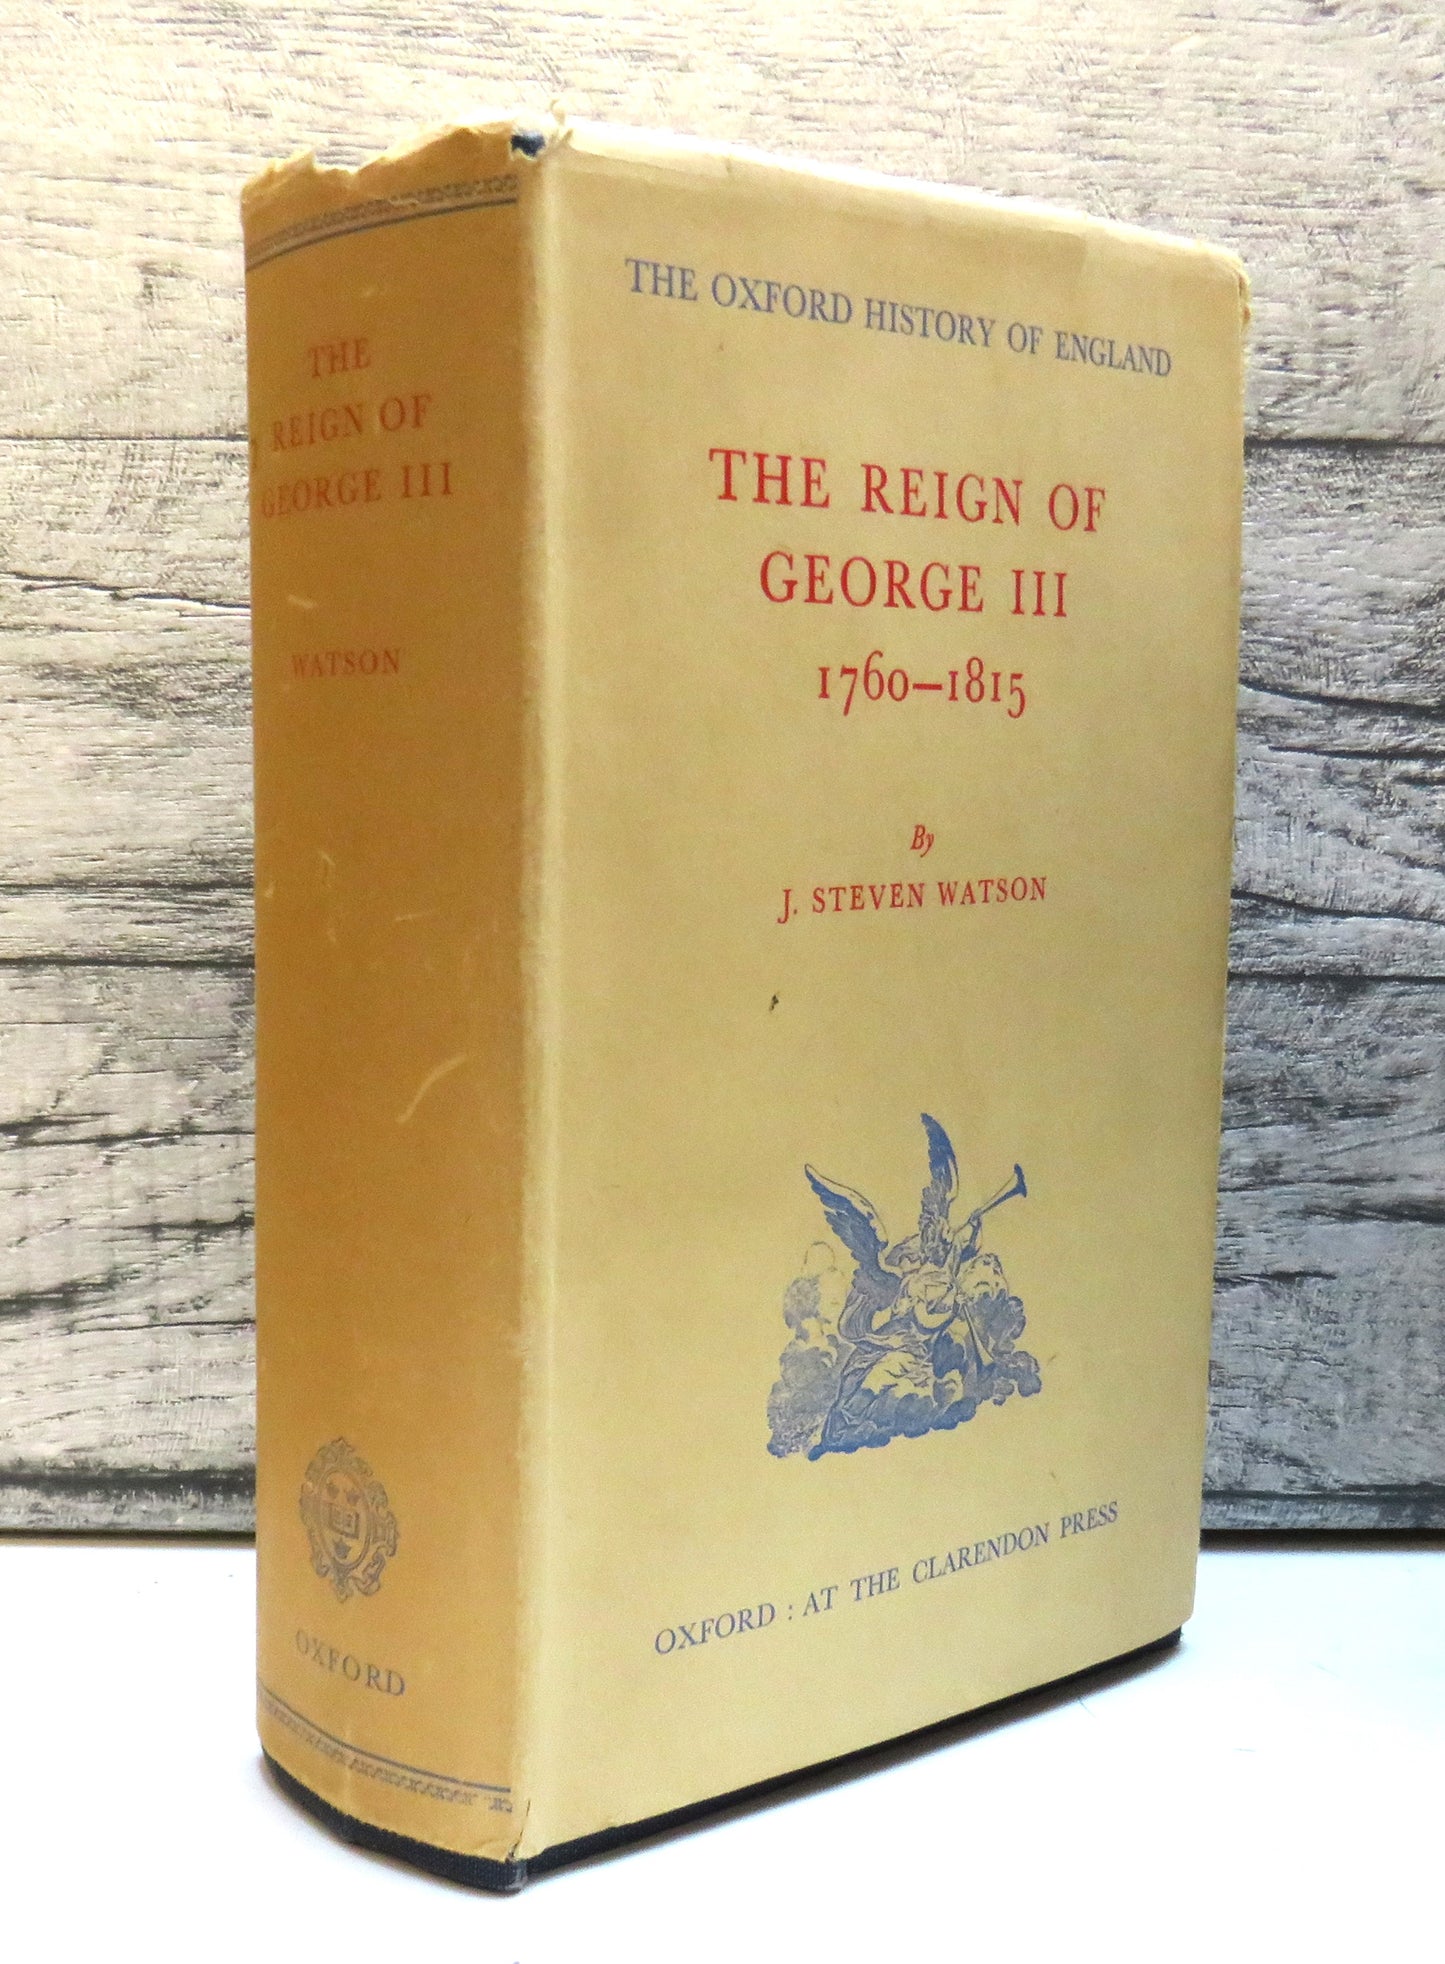 THE
REIGN OF
GEORGE III
WATSON
OXFORD
THE OXFORD HISTORY OF ENGLAND
THE REIGN OF
GEORGE III
1760–1815
By
J. STEVEN WATSON
OXFORD : AT THE CLARENDON PRESS